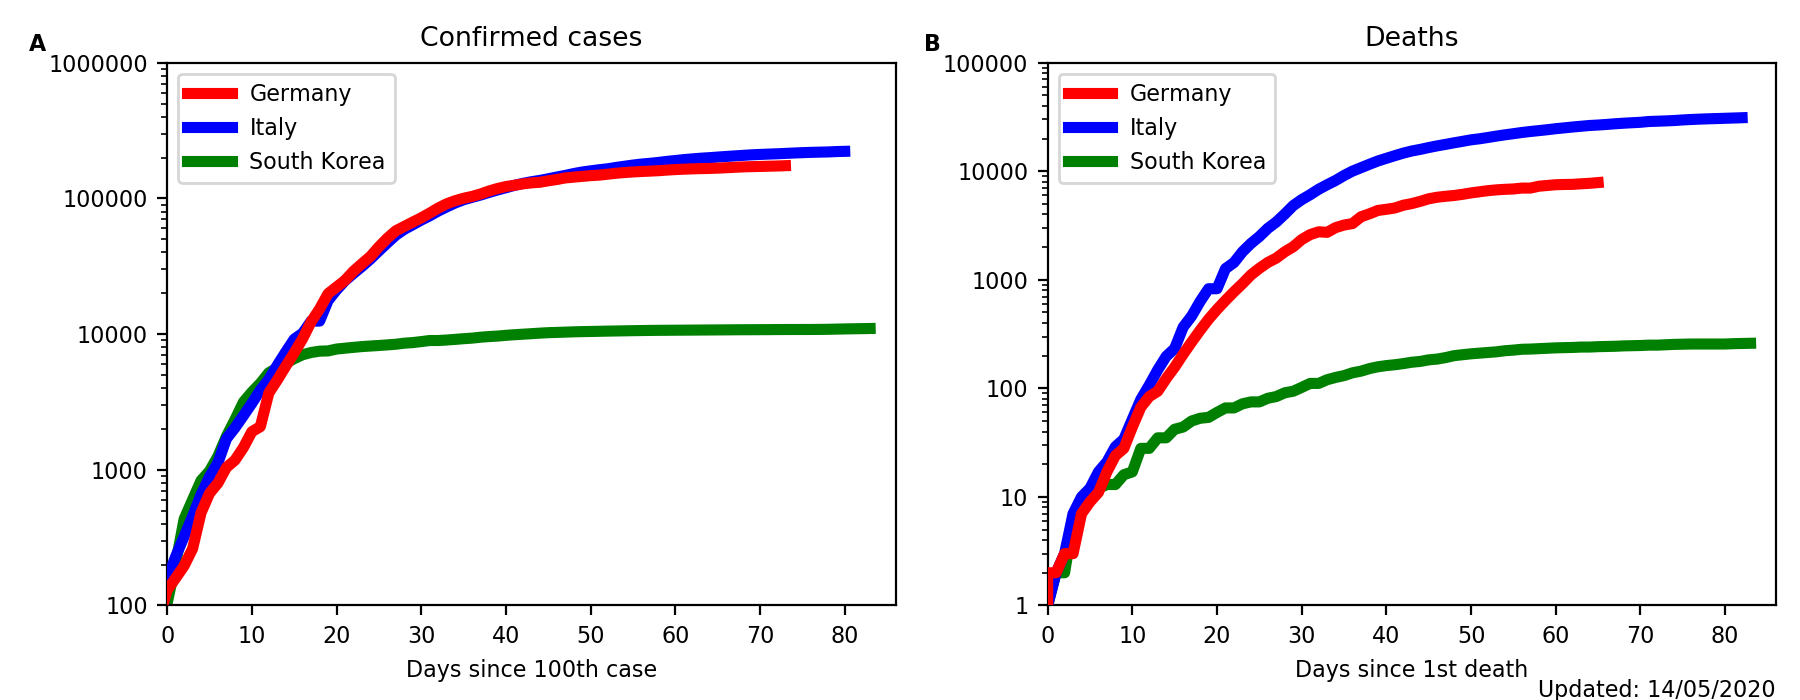 A
Confirmed cases
1000000
100000
10000
1000
100
Germany
Italy
South Korea
0 10 20 30 40 50 60 70 80
Days since 100th case
B
Deaths
100000
10000
1000
100
10
1
Germany
Italy
South Korea
0 10 20 30 40 50 60 70 80
Days since 1st death
Updated: 14/05/2020